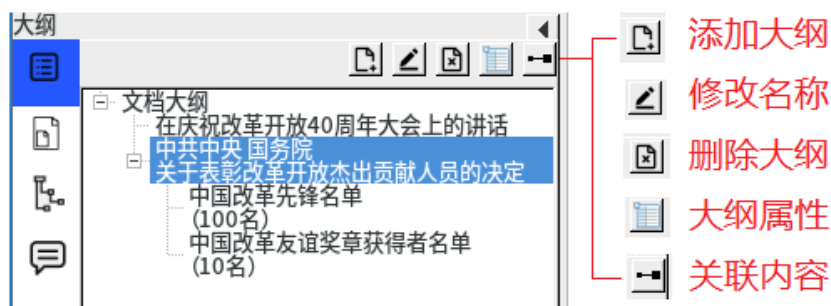 大纲
文档大纲
在庆祝改革开放40周年大会上的讲话
中共中央 国务院
关于表彰改革开放杰出贡献人员的决定
中国改革先锋名单
(100名)
中国改革友谊奖章获得者名单
(10名)
添加大纲
修改名称
删除大纲
大纲属性
关联内容